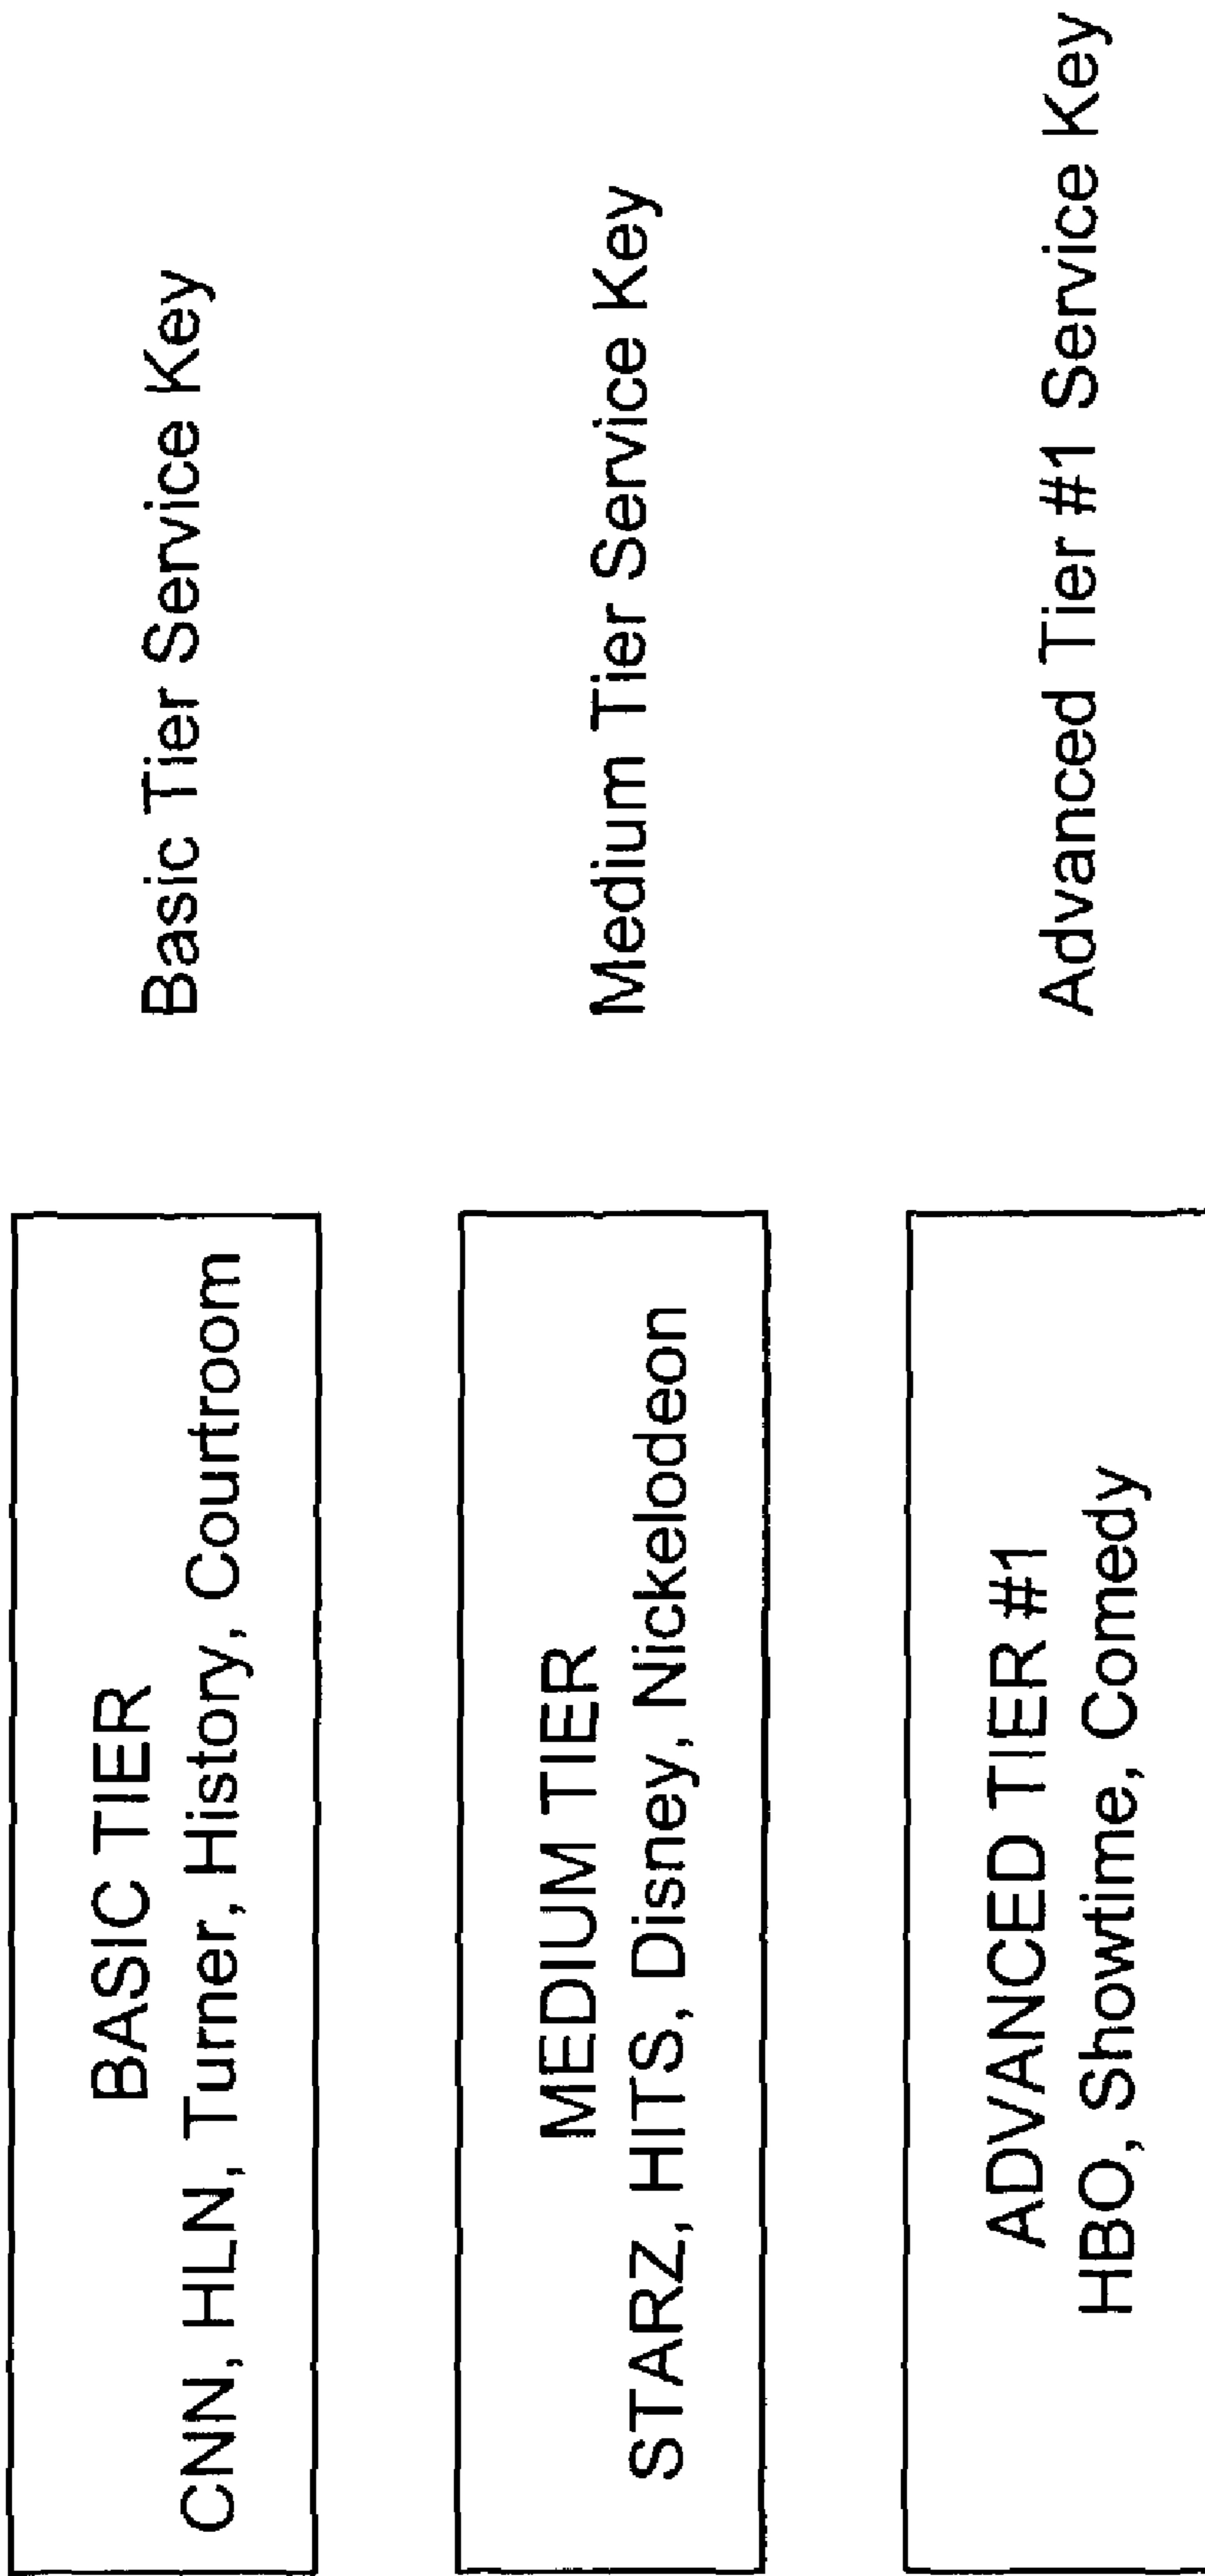 BASIC TIER
CNN, HLN, Turner, History, Courtroom
Basic Tier Service Key
MEDIUM TIER
STARZ, HITS, Disney, Nickelodeon
Medium Tier Service Key
ADVANCED TIER #1
HBO, Showtime, Comedy
Advanced Tier #1 Service Key